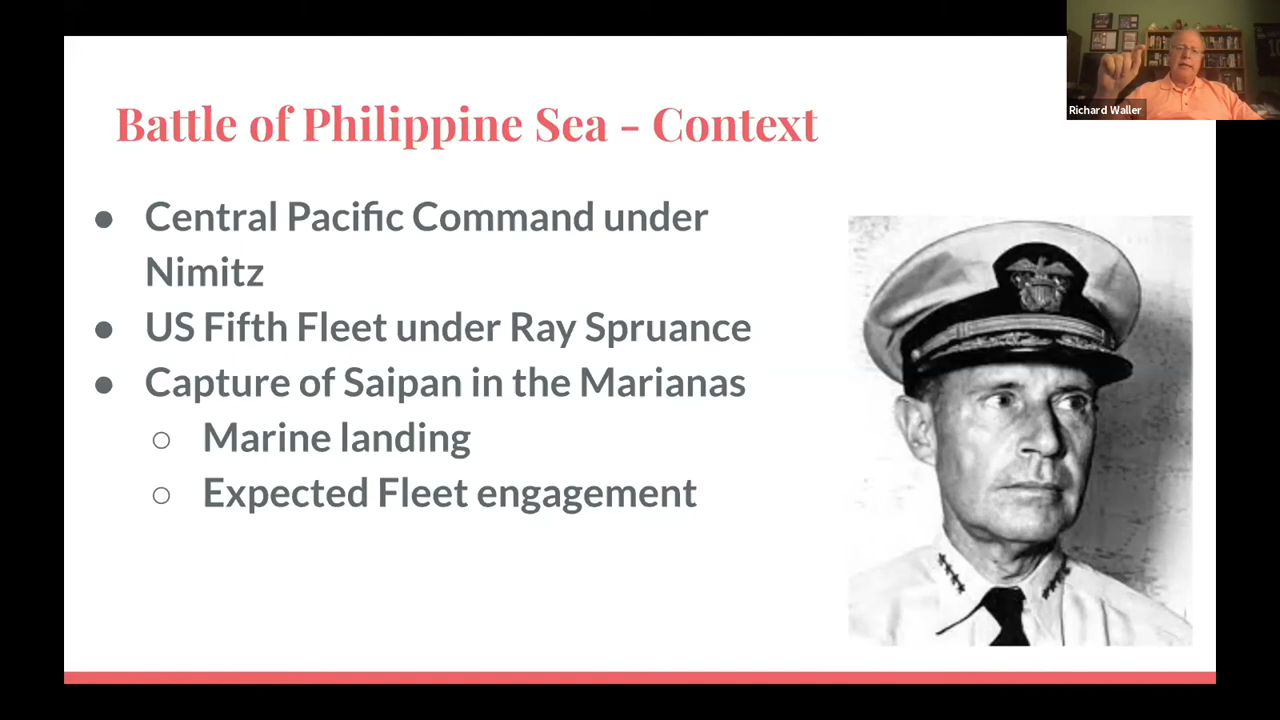 Battle of Philippine Sea - Context
● Central Pacific Command under
Nimitz
● US Fifth Fleet under Ray Spruance
● Capture of Saipan in the Marianas
○ Marine landing
○ Expected Fleet engagement
Richard Waller